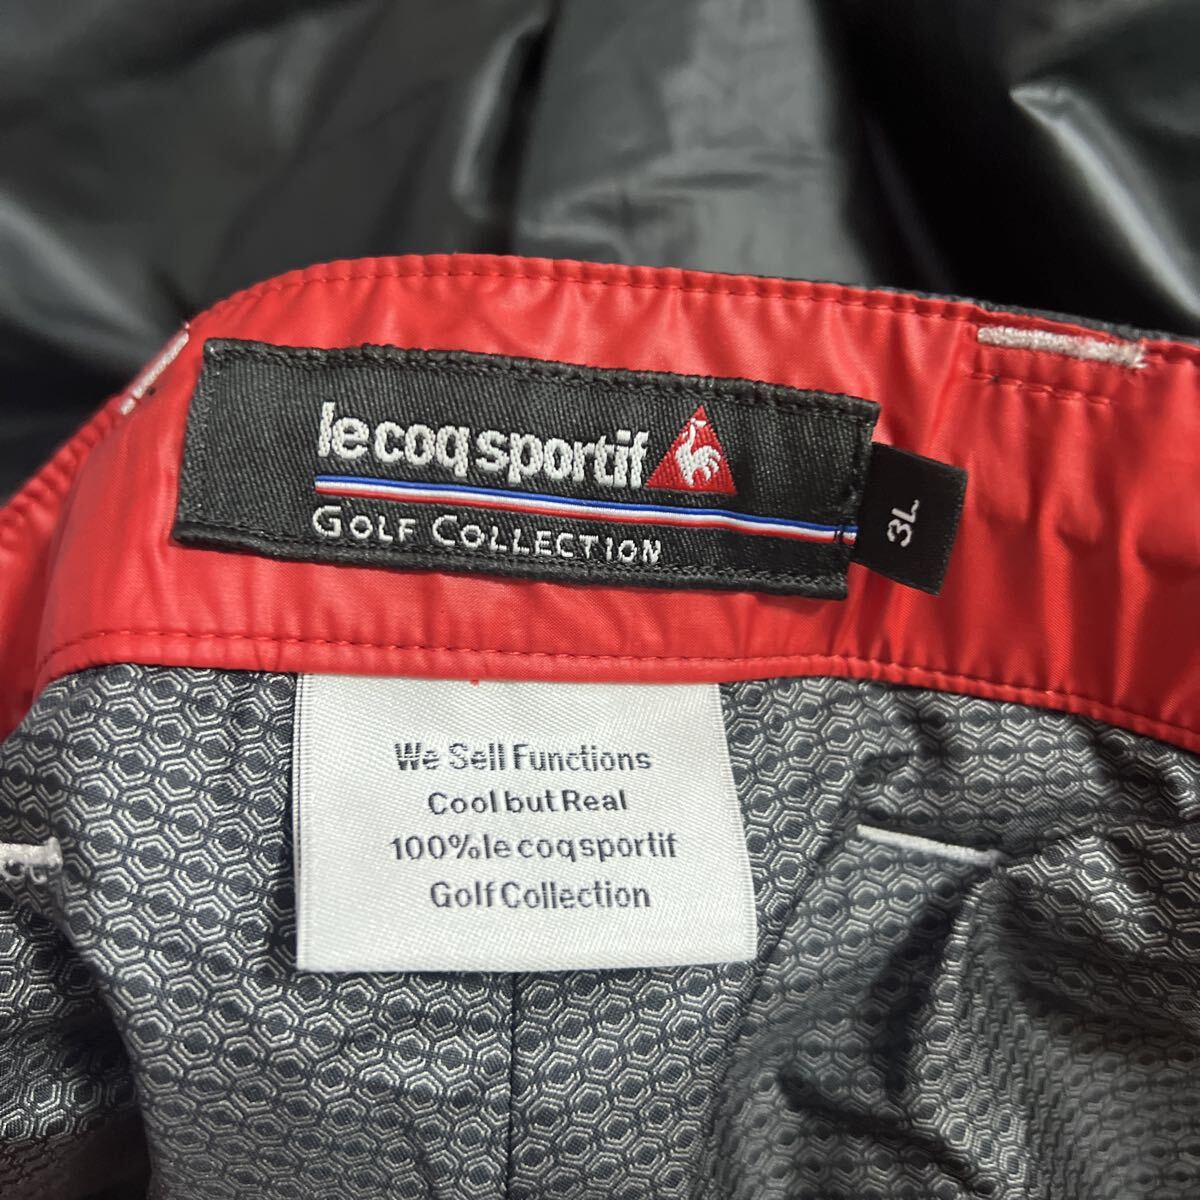 le coq sportif
GOLF COLLECTION
3L
We Sell Functions
Cool but Real
100% le coq sportif
Golf Collection